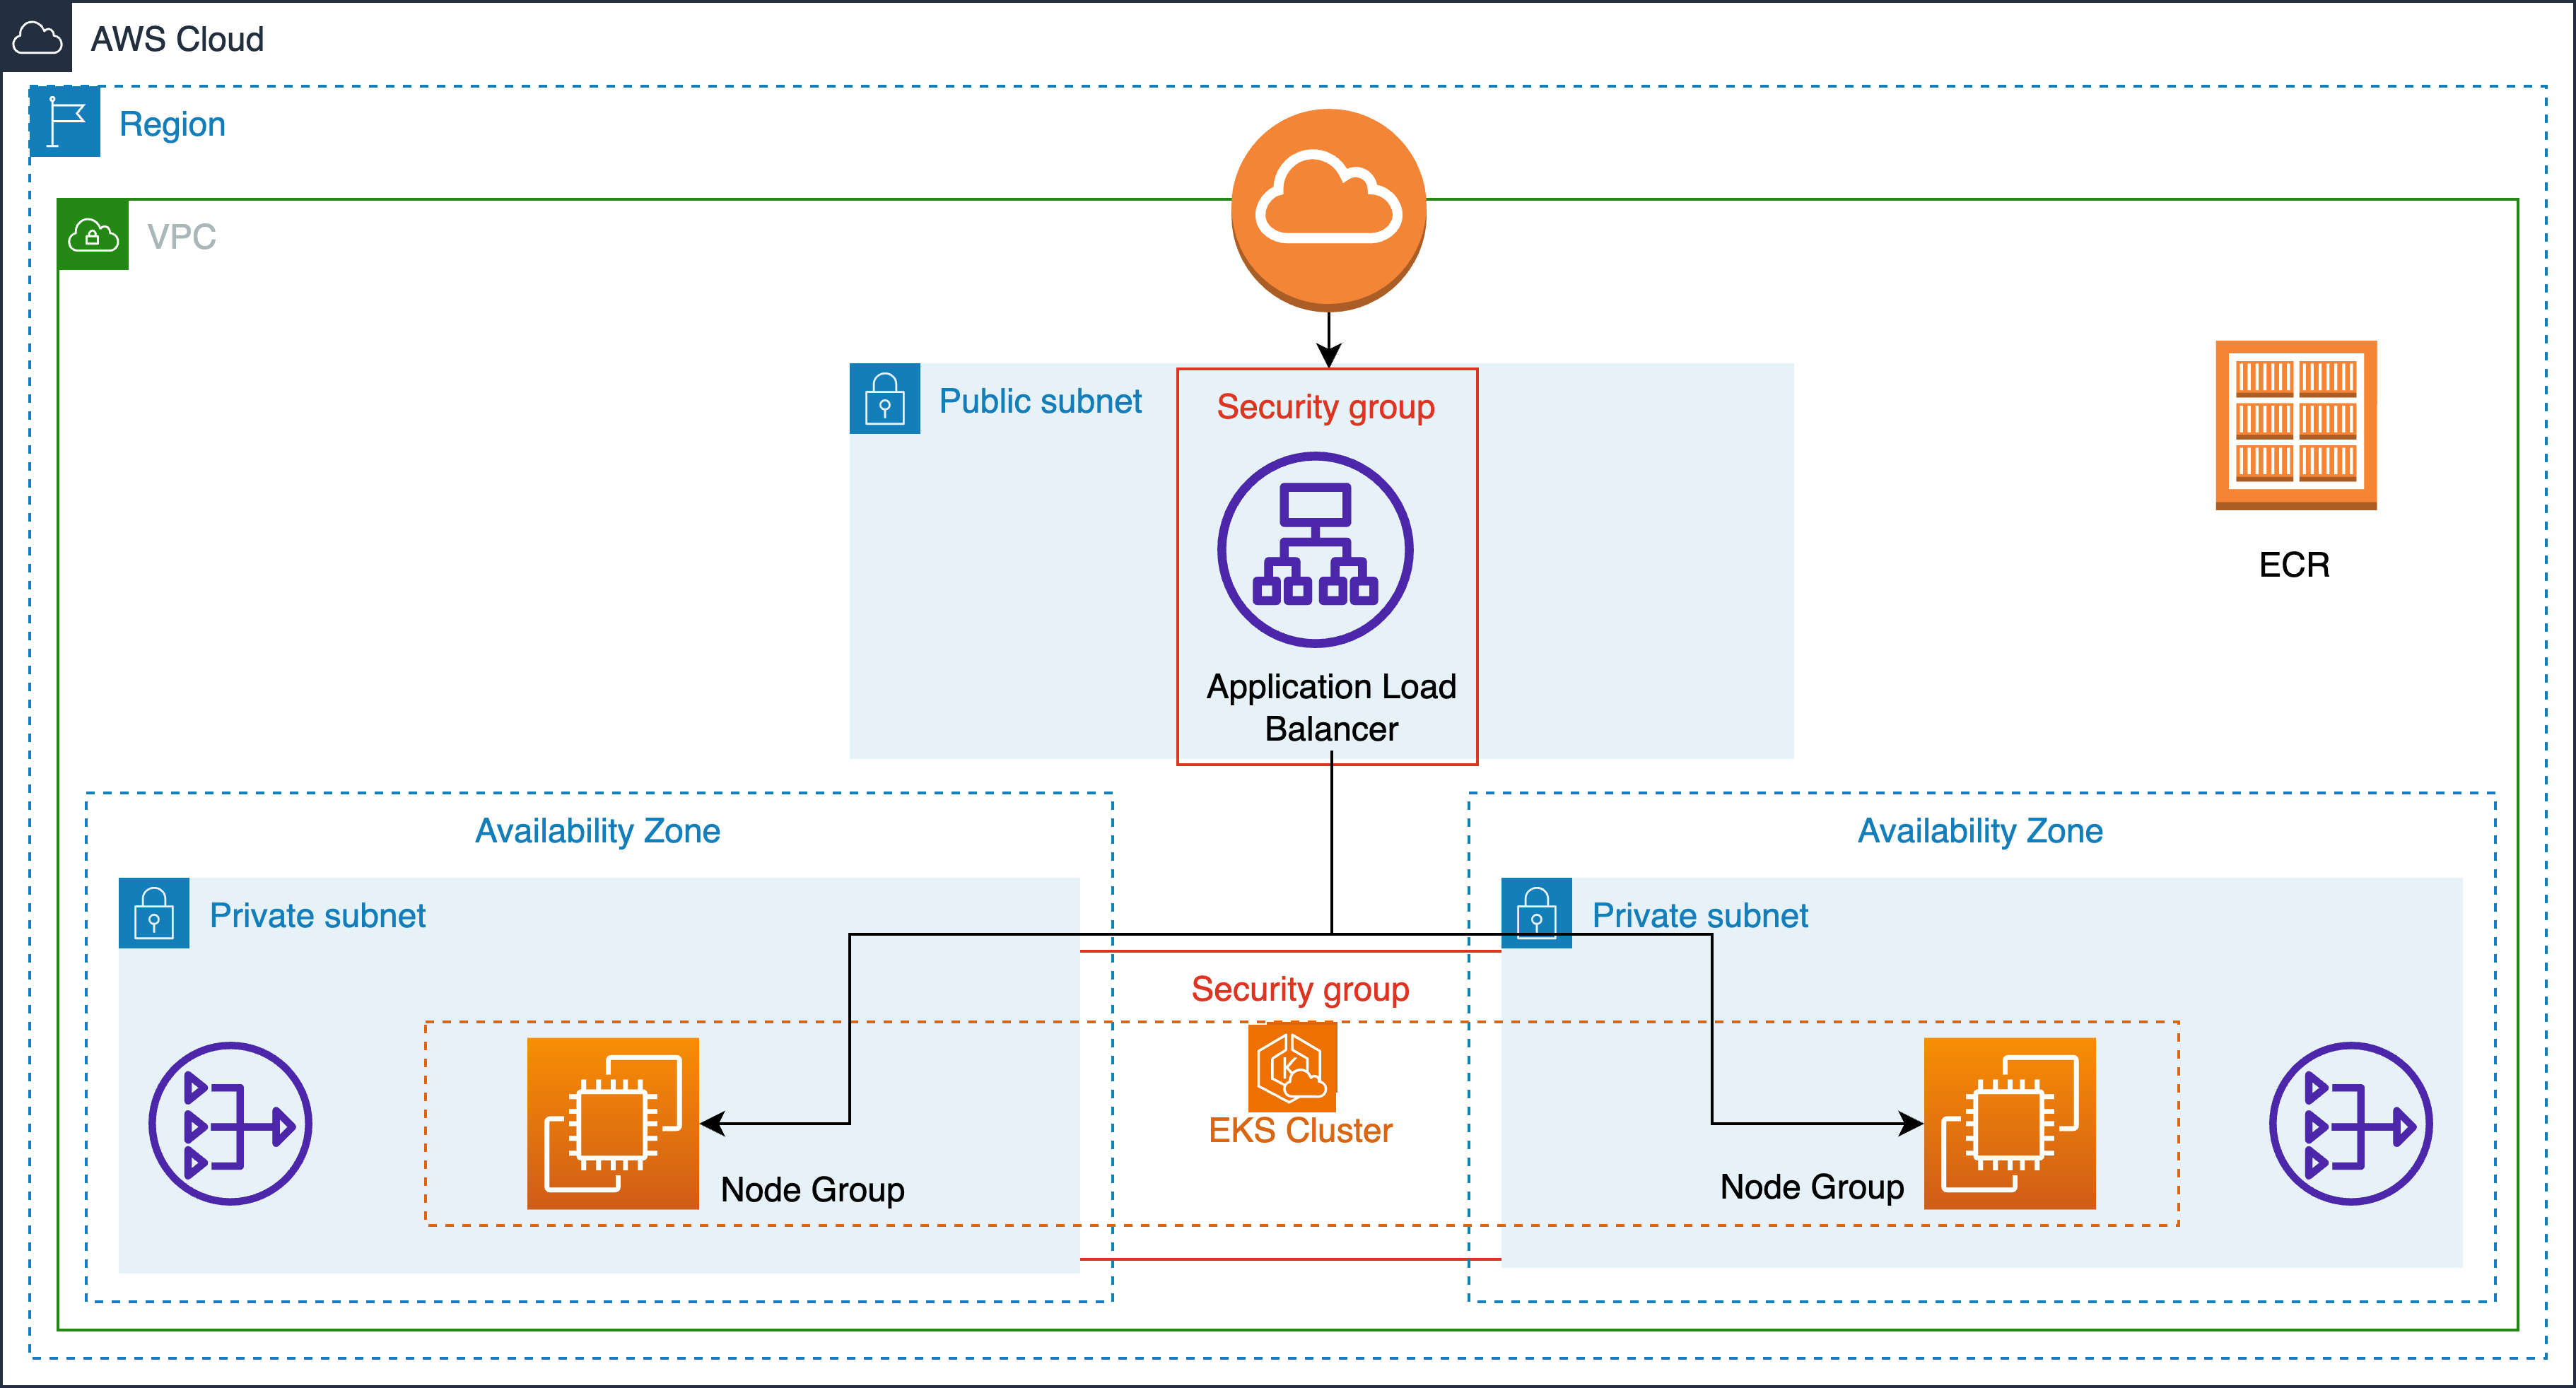 AWS Cloud
Region
VPC
Public subnet
Security group
Application Load
Balancer
ECR
Availability Zone
Availability Zone
Private subnet
Private subnet
Security group
EKS Cluster
Node Group
Node Group